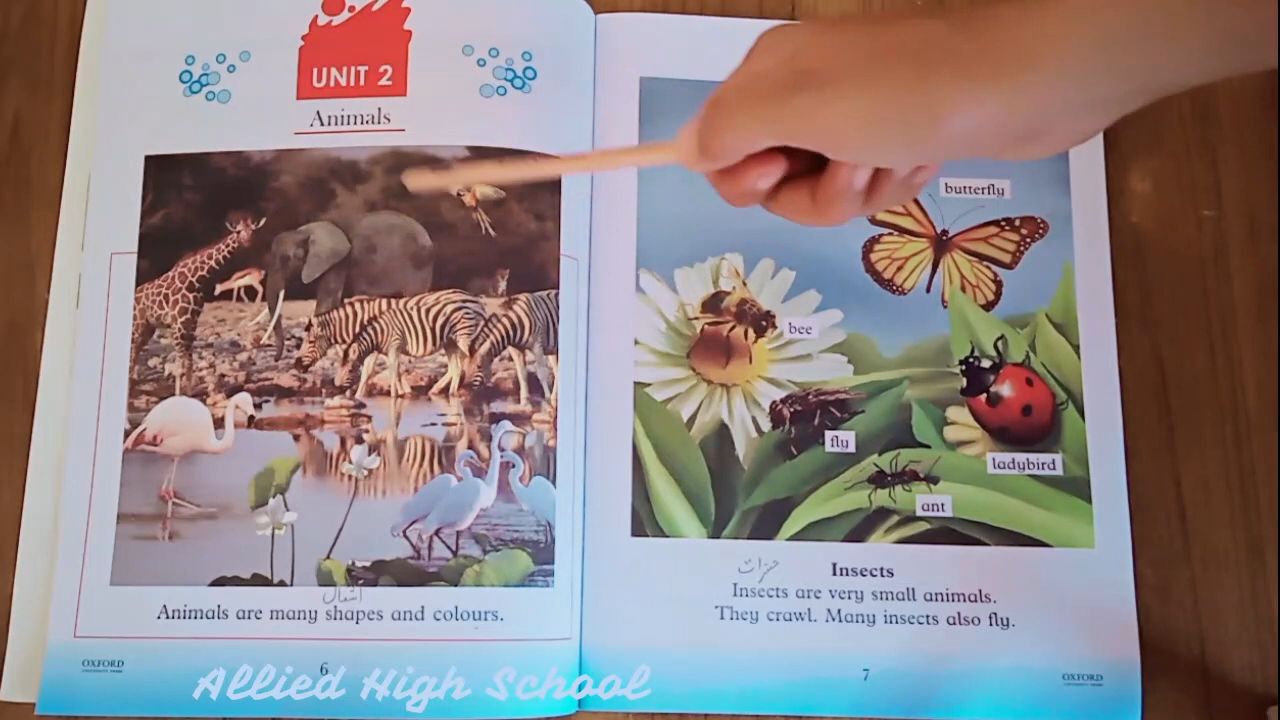 UNIT 2
Animals
اشکال
Animals are many shapes and colours.
OXFORD
6
Allied High School
butterfly
bee
fly
ladybird
ant
حشرات
Insects
Insects are very small animals.
They crawl. Many insects also fly.
7
OXFORD